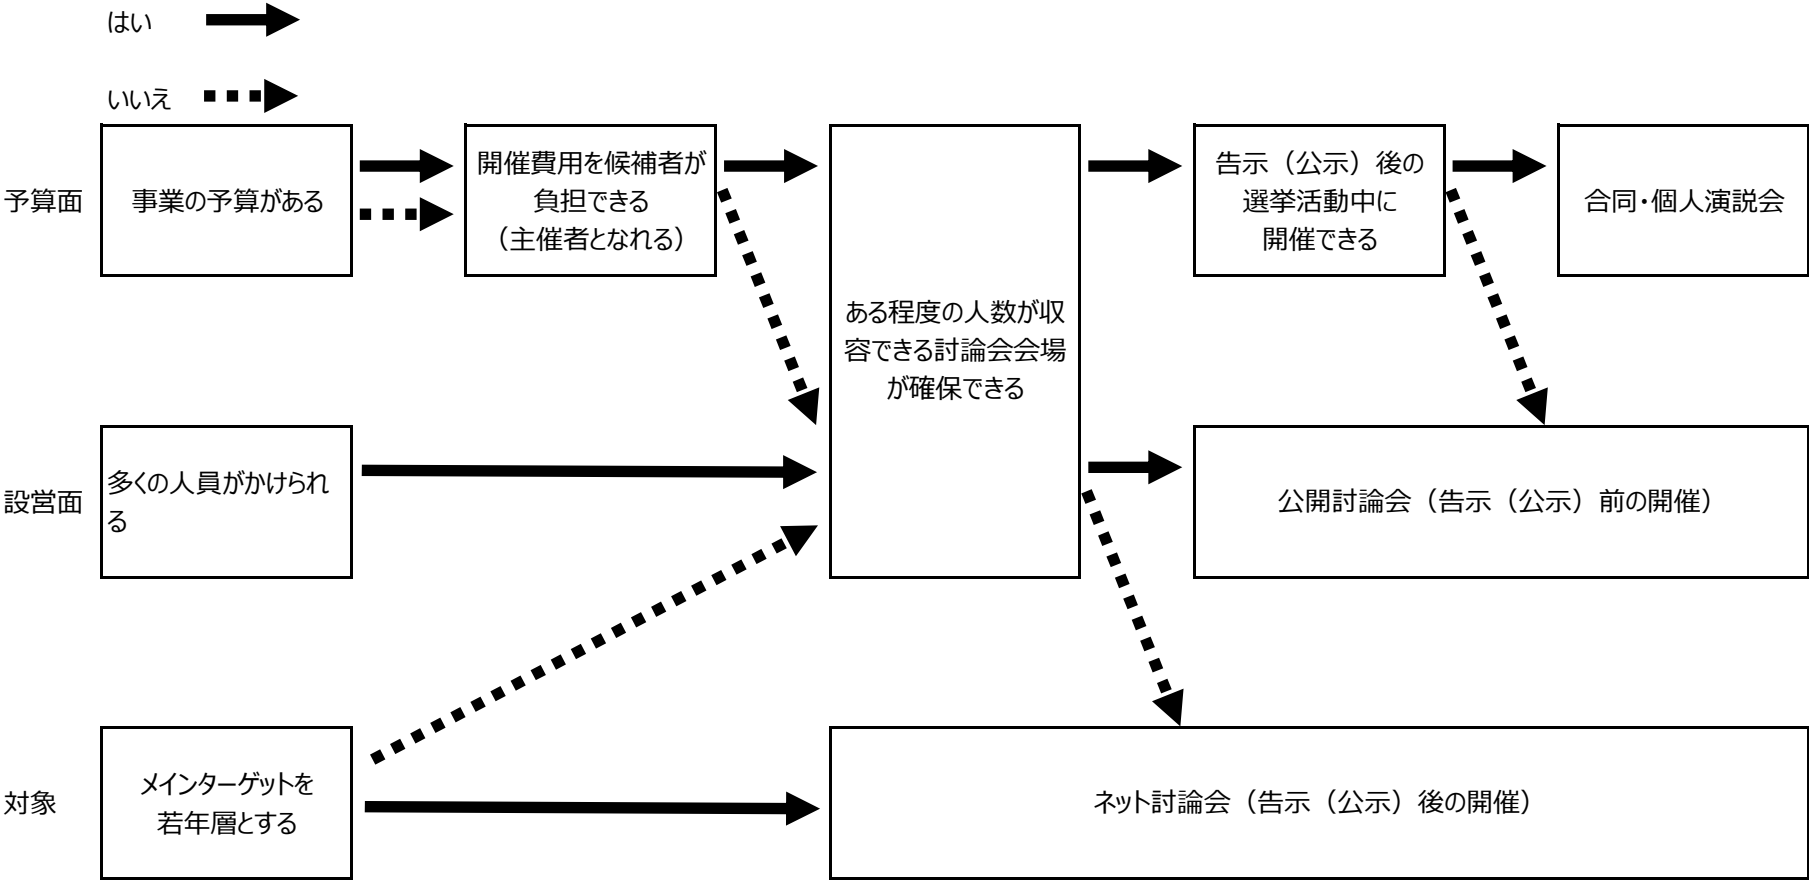 はい
いいえ
予算面
事業の予算がある
開催費用を候補者が
負担できる
（主催者となれる）
ある程度の人数が収
容できる討論会会場
が確保できる
告示（公示）後の
選挙活動中に
開催できる
合同・個人演説会
設営面
多くの人員がかけられ
る
公開討論会（告示（公示）前の開催）
対象
メインターゲットを
若年層とする
ネット討論会（告示（公示）後の開催）